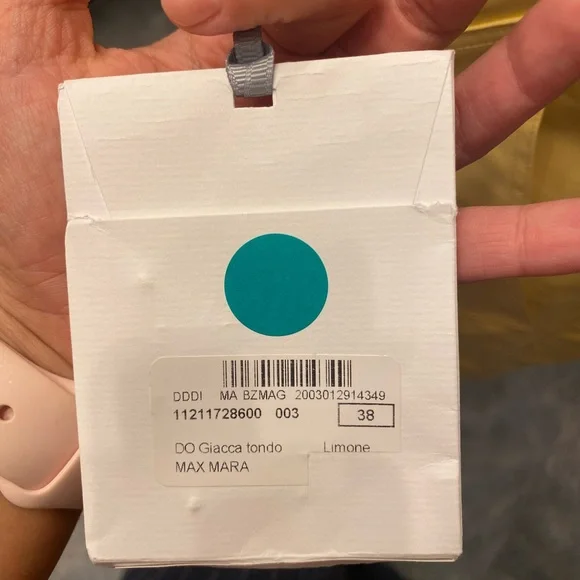 DDDI MA BZMAG 2003012914349
11211728600 003 38
DO Giacca tondo Limone
MAX MARA